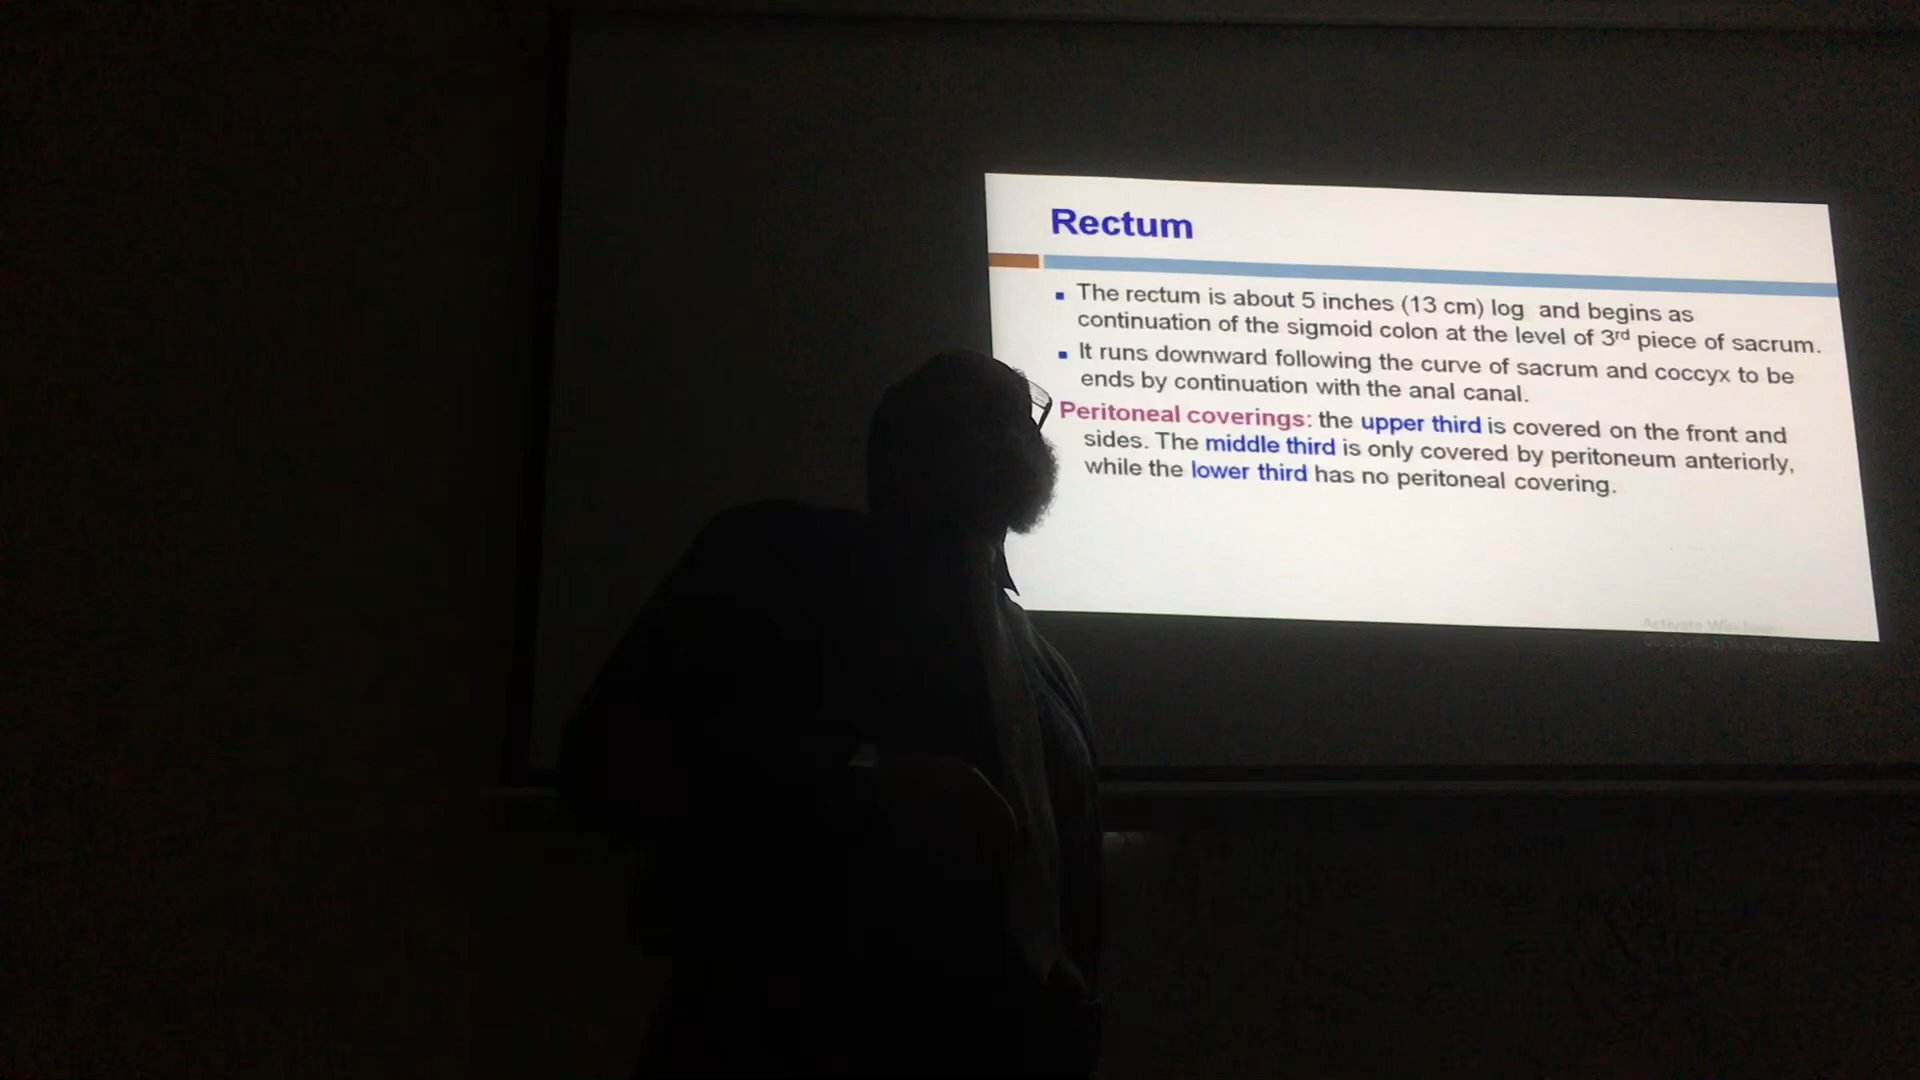 Rectum
The rectum is about 5 inches (13 cm) log and begins as
continuation of the sigmoid colon at the level of 3rd piece of sacrum.
It runs downward following the curve of sacrum and coccyx to be
ends by continuation with the anal canal.
Peritoneal coverings: the upper third is covered on the front and
sides. The middle third is only covered by peritoneum anteriorly,
while the lower third has no peritoneal covering.
Activate Windows